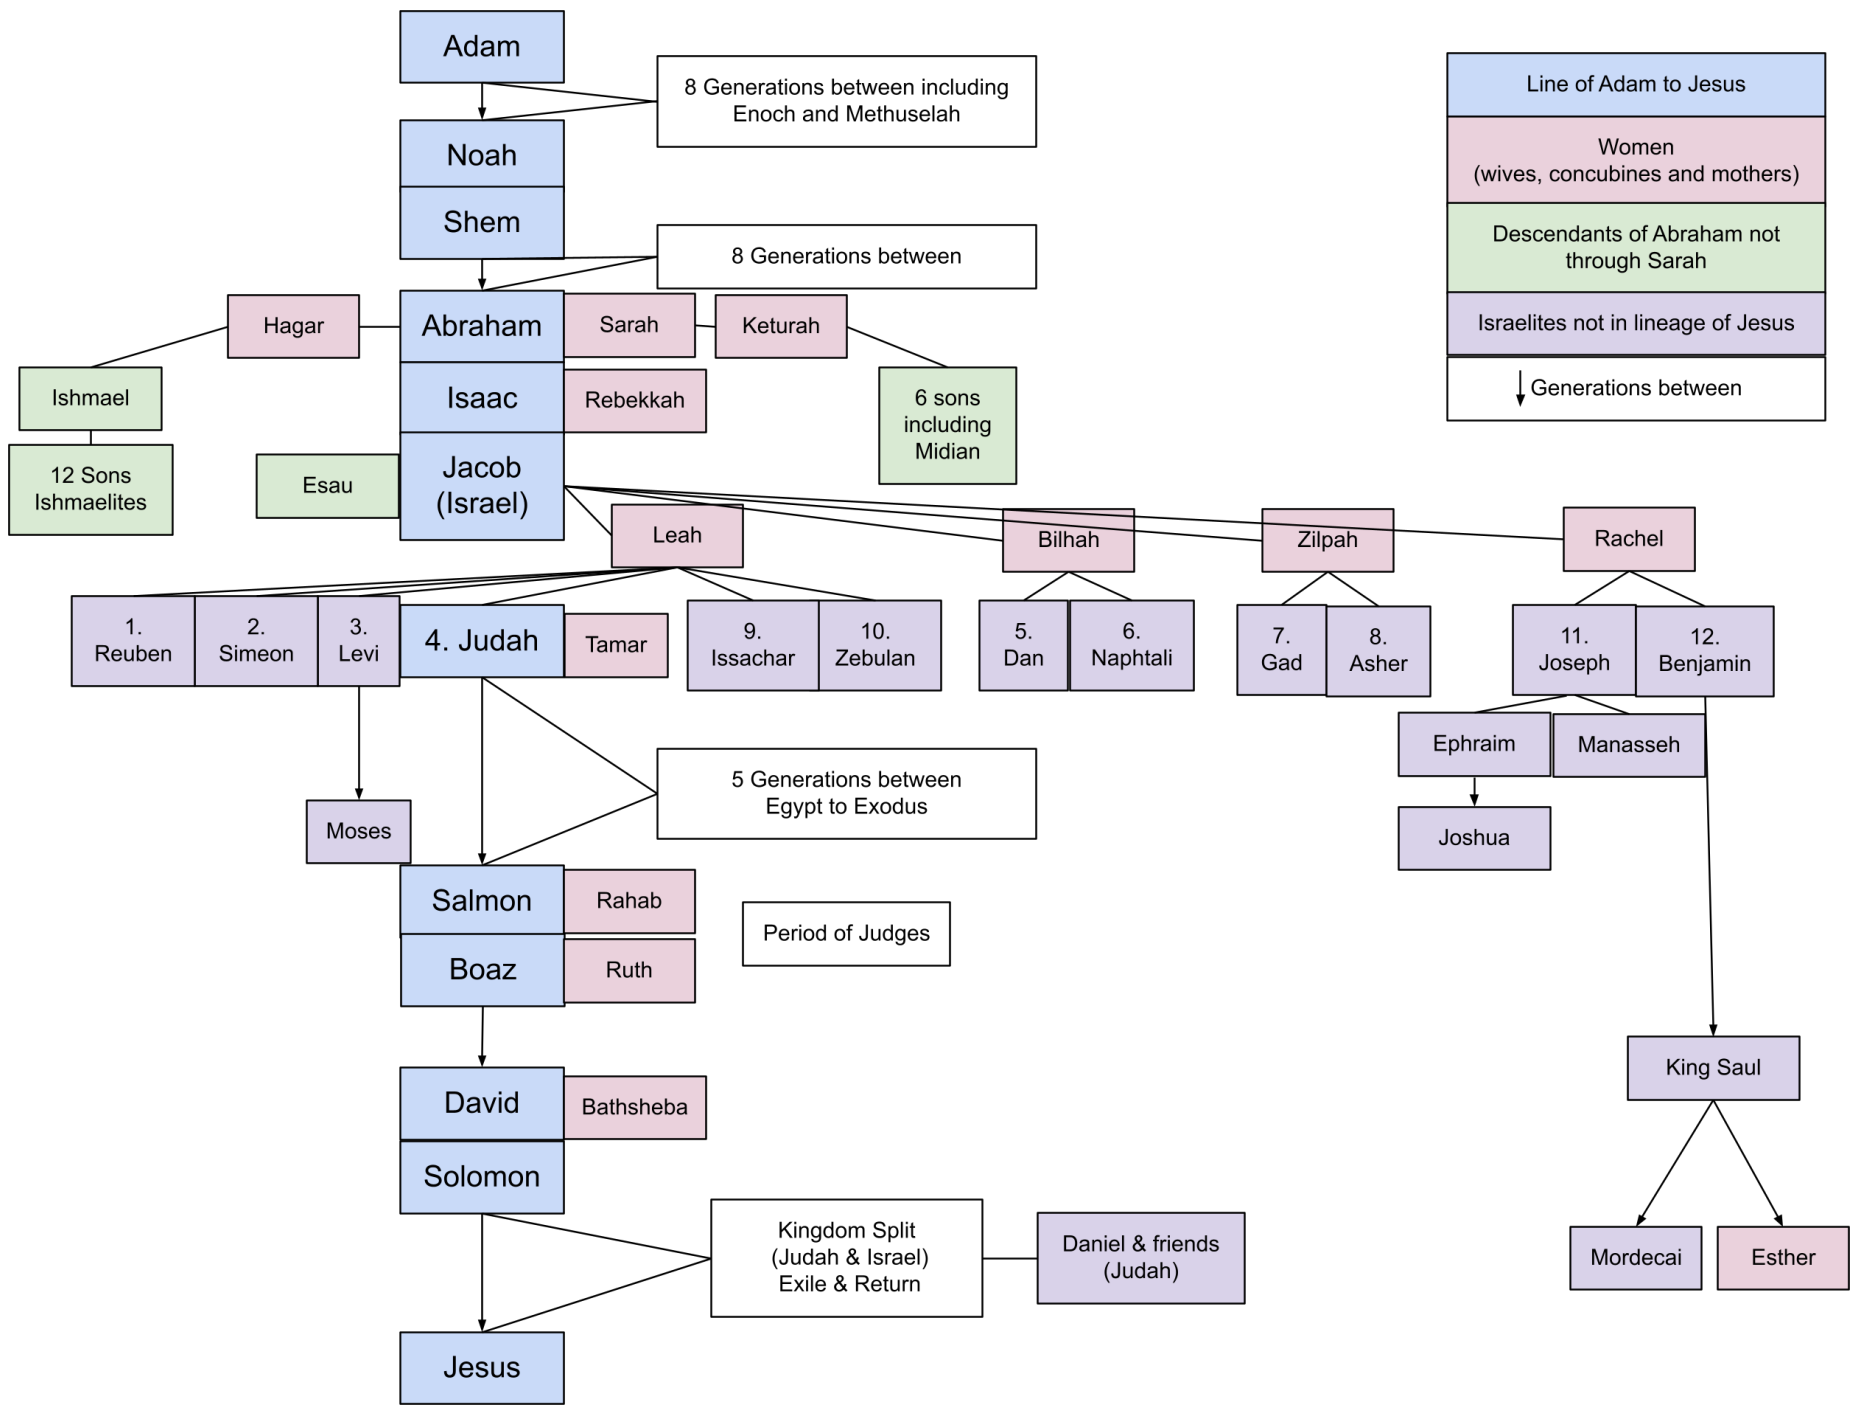 Adam
8 Generations between including
Enoch and Methuselah
Line of Adam to Jesus
Women
(wives, concubines and mothers)
Descendants of Abraham not
through Sarah
Israelites not in lineage of Jesus
Generations between
Noah
Shem
8 Generations between
Hagar
Abraham
Sarah
Keturah
Ishmael
Isaac
Rebekkah
6 sons
including
Midian
12 Sons
Ishmaelites
Esau
Jacob
(Israel)
Leah
Bilhah
Zilpah
Rachel
1.
Reuben
2.
Simeon
3.
Levi
4. Judah
Tamar
9.
Issachar
10.
Zebulan
5.
Dan
6.
Naphtali
7.
Gad
8.
Asher
11.
Joseph
12.
Benjamin
Ephraim
Manasseh
5 Generations between
Egypt to Exodus
Moses
Joshua
Salmon
Rahab
Period of Judges
Boaz
Ruth
King Saul
David
Bathsheba
Solomon
Kingdom Split
(Judah & Israel)
Exile & Return
Daniel & friends
(Judah)
Mordecai
Esther
Jesus